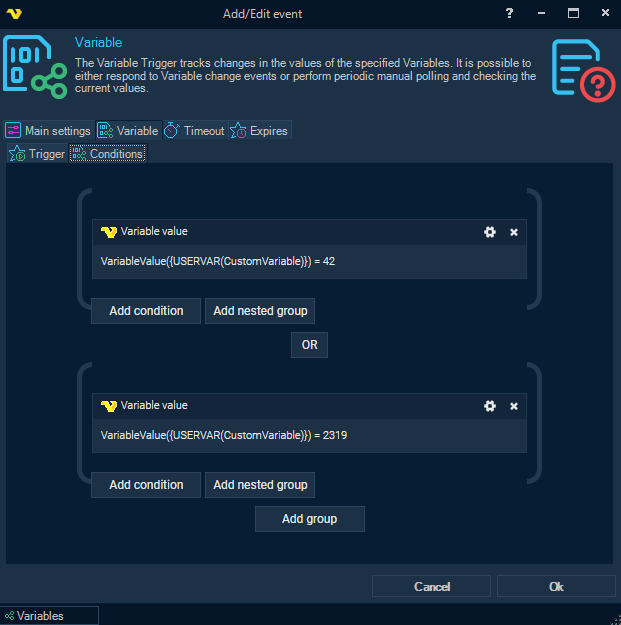 Add/Edit event
?
Variable
The Variable Trigger tracks changes in the values of the specified Variables. It is possible to
either respond to Variable change events or perform periodic manual polling and checking the
current values.
Main settings Variable Timeout Expires
Trigger Conditions
Variable value
VariableValue({USERVAR(CustomVariable)}) = 42
Add condition Add nested group
OR
Variable value
VariableValue({USERVAR(CustomVariable)}) = 2319
Add condition Add nested group
Add group
Cancel Ok
Variables